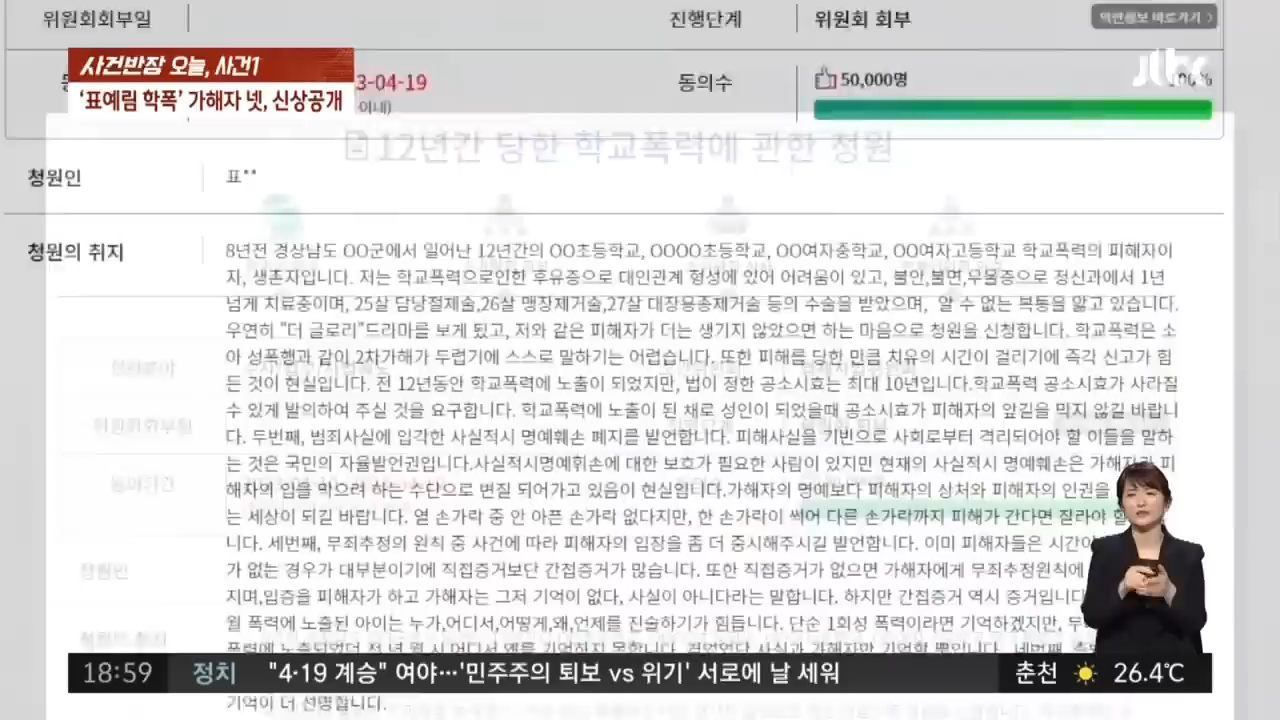 위원회회부일
진행단계
위원회 회부
의안정보 바로가기
사건반장 오늘, 사건1
'표예림 학폭' 가해자 넷, 신상공개
3-04-19
이내)
동의수
50,000명
jtbc
12년간 당한 학교폭력에 관한 청원
청원인
표**
청원의 취지
8년전 경상남도 OO군에서 일어난 12년간의 OO초등학교, OOOO초등학교, OO여자중학교, OO여자고등학교 학교폭력의 피해자이
자, 생존자입니다. 저는 학교폭력으로인한 후유증으로 대인관계 형성에 있어 어려움이 있고, 불안,불면,우울증으로 정신과에서 1년
넘게 치료중이며, 25살 담낭절제술,26살 맹장제거술,27살 대장용종제거술 등의 수술을 받았으며, 알 수 없는 복통을 앓고 있습니다.
우연히 "더 글로리"드라마를 보게 됬고, 저와 같은 피해자가 더는 생기지 않았으면 하는 마음으로 청원을 신청합니다. 학교폭력은 소
아 성폭행과 같이 2차가해가 두렵기에 스스로 말하기는 어렵습니다. 또한 피해를 당한 만큼 치유의 시간이 걸리기에 즉각 신고가 힘
든 것이 현실입니다. 전 12년동안 학교폭력에 노출이 되었지만, 법이 정한 공소시효는 최대 10년입니다.학교폭력 공소시효가 사라질
수 있게 발의하여 주실 것을 요구합니다. 학교폭력에 노출이 된 채로 성인이 되었을때 공소시효가 피해자의 앞길을 막지 않길 바랍니
다. 두번째, 범죄사실에 입각한 사실적시 명예훼손 폐지를 발언합니다. 피해사실을 기반으로 사회로부터 격리되어야 할 이들을 말하
는 것은 국민의 자율발언권입니다.사실적시명예휘손에 대한 보호가 필요한 사람이 있지만 현재의 사실적시 명예훼손은 가해자가 피
해자의 입을 막으려 하는 수단으로 변질 되어가고 있음이 현실입니다.가해자의 명예보다 피해자의 상처와 피해자의 인권을
는 세상이 되길 바랍니다. 열 손가락 중 안 아픈 손가락 없다지만, 한 손가락이 썩어 다른 손가락까지 피해가 간다면 잘라야 할
니다. 세번째, 무죄추정의 원칙 중 사건에 따라 피해자의 입장을 좀 더 중시해주시길 발언합니다. 이미 피해자들은 시간이
가 없는 경우가 대부분이기에 직접증거보단 간접증거가 많습니다. 또한 직접증거가 없으면 가해자에게 무죄추정원칙에
지며,입증을 피해자가 하고 가해자는 그저 기억이 없다, 사실이 아니다라는 말합니다. 하지만 간접증거 역시 증거입니다
월 폭력에 노출된 아이는 누가,어디서,어떻게,왜,언제를 진술하기가 힘듭니다. 단순 1회성 폭력이라면 기억하겠지만,
18:59 정치 "4·19 계승" 여야…'민주주의 퇴보 vs 위기' 서로에 날 세워 춘천 26.4℃
기억이 더 선명합니다.